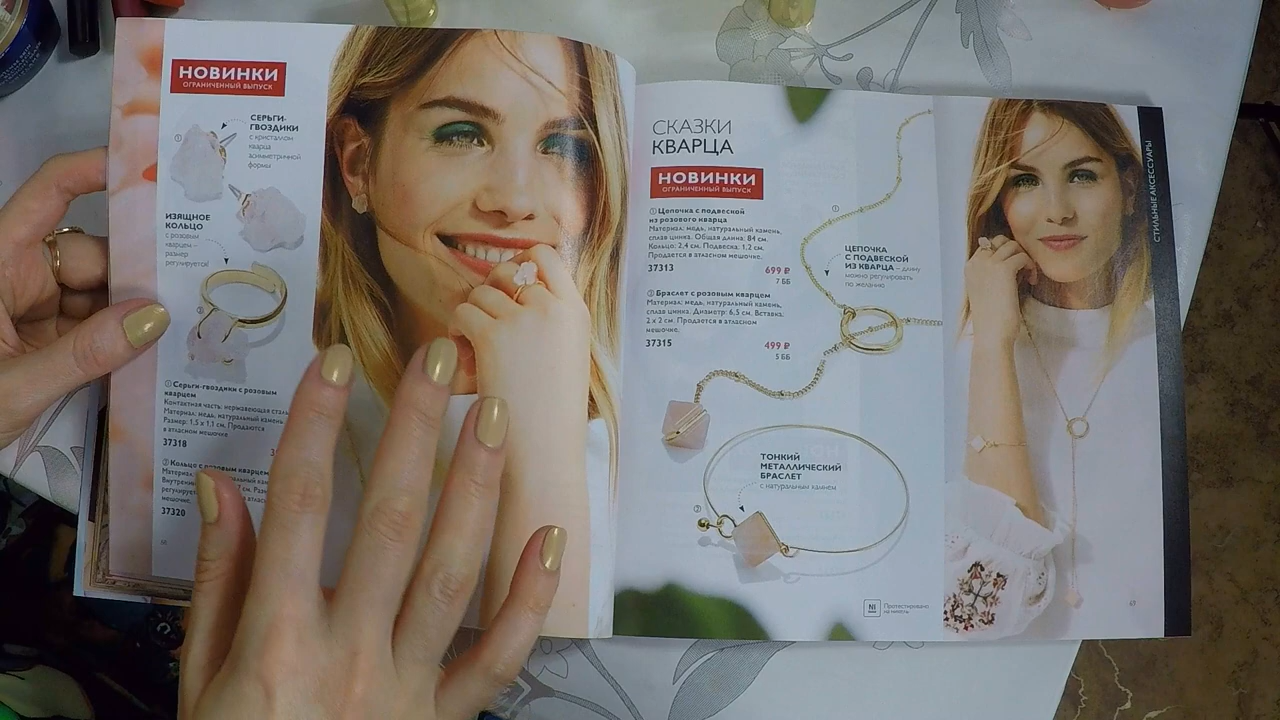 НОВИНКИ
ОГРАНИЧЕННЫЙ ВЫПУСК
СЕРЬГИ-
ГВОЗДИКИ
с кристаллом
кварца
асимметричной
формы
ИЗЯЩНОЕ
КОЛЬЦО
с розовым
кварцем –
размер
регулируется!
① Серьги-гвоздики с розовым
кварцем
Контактная часть: нержавеющая сталь.
Материал: медь, натуральный камень.
Размер: 1,5 x 1,1 см. Продаются
в атласном мешочке
37318
② Кольцо с розовым кварцем
Материал:
Внутренний
регулируе
мешочке.
37320
СКАЗКИ
КВАРЦА
НОВИНКИ
ОГРАНИЧЕННЫЙ ВЫПУСК
① Цепочка с подвеской
из розового кварца
Материал: медь, натуральный камень,
сплав цинка. Общая длина: 84 см.
Кольцо: 2,4 см. Подвеска: 1,2 см.
Продается в атласном мешочке.
37313 699 ₽
7 ББ
② Браслет с розовым кварцем
Материал: медь, натуральный камень,
сплав цинка. Диаметр: 6,5 см. Вставка:
2 x 2 см. Продается в атласном
мешочке.
37315 499 ₽
5 ББ
①
ЦЕПОЧКА
С ПОДВЕСКОЙ
ИЗ КВАРЦА – длину
можно регулировать
по желанию
ТОНКИЙ
МЕТАЛЛИЧЕСКИЙ
БРАСЛЕТ
с натуральным камнем
②
NI
Протестировано
на никель
СТИЛЬНЫЕ АКСЕССУАРЫ